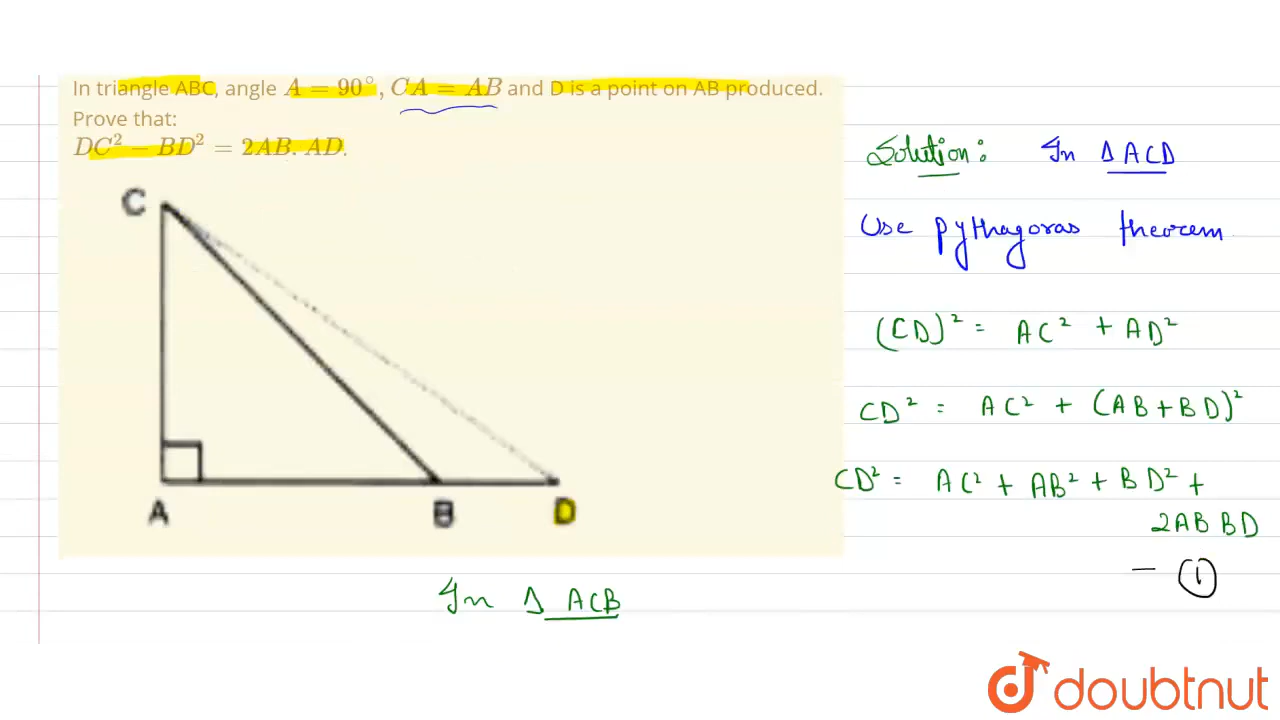 In triangle ABC, angle A = 90°, CA = AB and D is a point on AB produced.
Prove that:
DC² − BD² = 2AB. AD.
C
A
B
D
Solution: In Δ ACD
Use pythagoras theorem
(CD)² = AC² + AD²
CD² = AC² + (AB+BD)²
CD² = AC² + AB² + BD² +
2AB BD
— ①
In Δ ACB
doubtnut